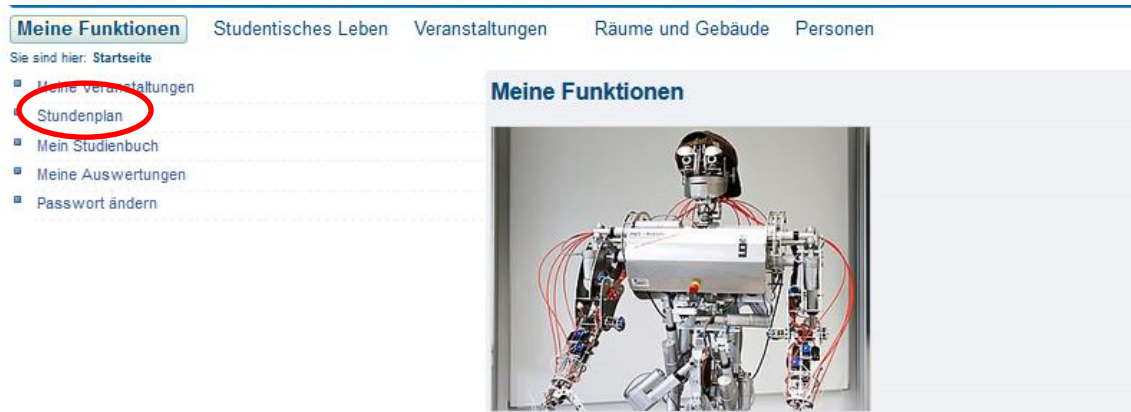 Meine Funktionen Studentisches Leben Veranstaltungen Räume und Gebäude Personen
Sie sind hier: Startseite
Meine Veranstaltungen
Stundenplan
Mein Studienbuch
Meine Auswertungen
Passwort ändern
Meine Funktionen